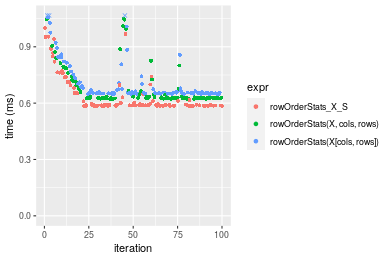 0.9
0.6
0.3
0.0
time (ms)
0
25
50
75
100
iteration
expr
rowOrderStats_X_S
rowOrderStats(X, cols, rows)
rowOrderStats(X[cols, rows])